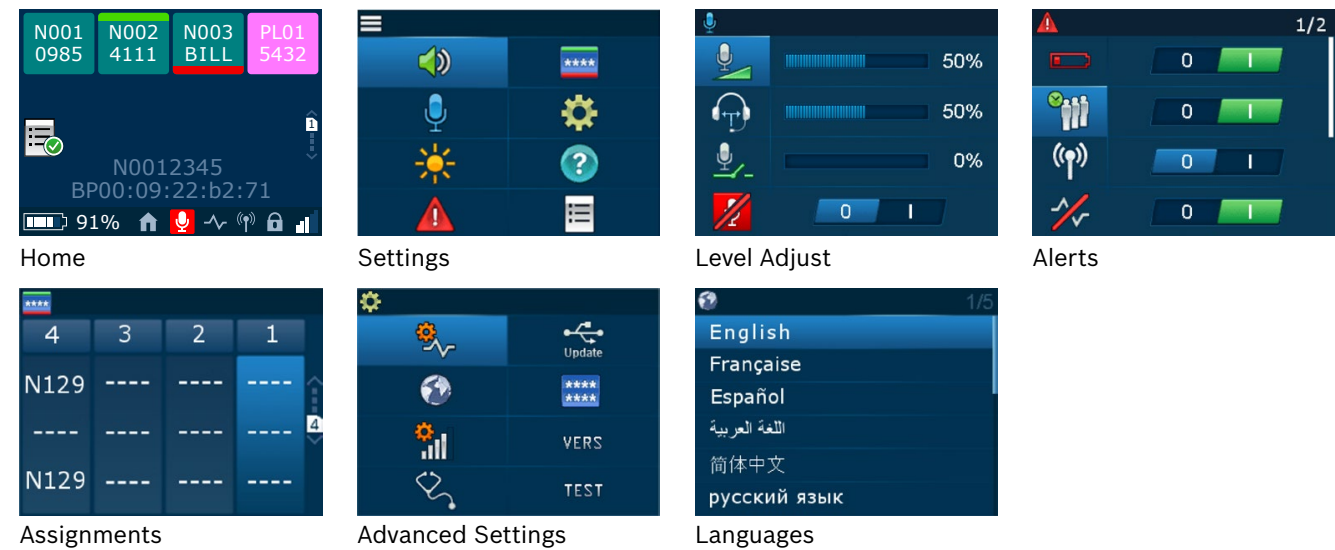 N001 N002 N003 PL01
0985 4111 BILL 5432
1
N0012345
BP00:09:22:b2:71
91%
Home
****
?
Settings
50%
50%
0%
0 I
Level Adjust
1/2
0 I
0 I
0 I
0 I
Alerts
****
4 3 2 1
N129 ---- ---- ----
---- ---- ---- ----
4
N129 ---- ---- ----
Assignments
Update
****
****
VERS
TEST
Advanced Settings
1/5
English
Française
Español
اللغة العربية
简体中文
русский язык
Languages